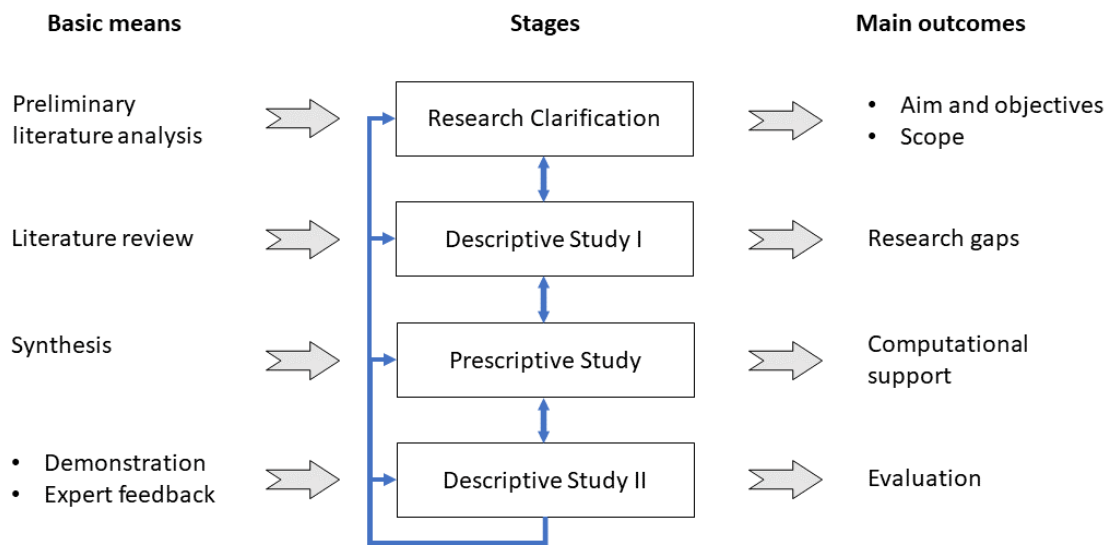 Basic means
Stages
Main outcomes
Preliminary
literature analysis
Research Clarification
• Aim and objectives
• Scope
Literature review
Descriptive Study I
Research gaps
Synthesis
Prescriptive Study
Computational
support
• Demonstration
• Expert feedback
Descriptive Study II
Evaluation